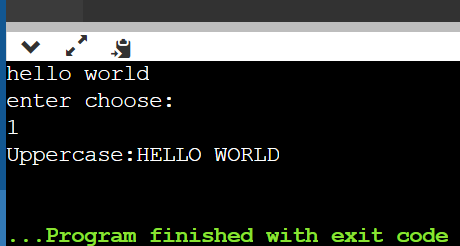 hello world
enter choose:
1
Uppercase:HELLO WORLD
...Program finished with exit code